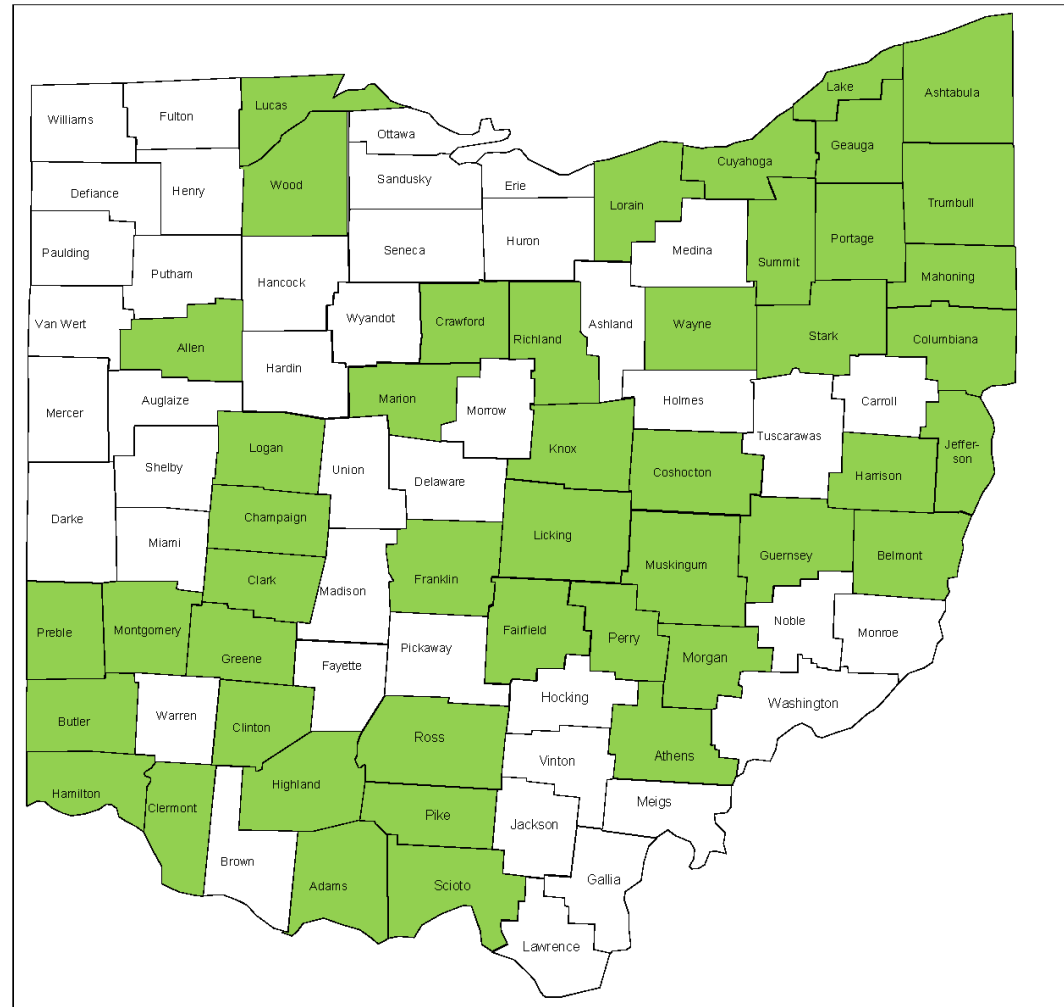 Ashtabula
Lake
Geauga
Lucas
Fulton
Williams
Ottawa
Cuyahoga
Sandusky
Wood
Erie
Henry
Defiance
Trumbull
Lorain
Portage
Huron
Seneca
Medina
Paulding
Summit
Putham
Mahoning
Hancock
Wyandot
Crawford
Ashland
Wayne
Van Wert
Stark
Columbiana
Richland
Allen
Hardin
Marion
Holmes
Carroll
Auglaize
Mercer
Morrow
Tuscarawas
Jeffer-
son
Knox
Logan
Shelby
Union
Coshocton
Harrison
Delaware
Champaign
Darke
Licking
Miami
Guernsey
Belmont
Muskingum
Clark
Franklin
Madison
Noble
Monroe
Preble
Montgomery
Fairfield
Perry
Pickaway
Morgan
Greene
Fayette
Hocking
Washington
Warren
Butler
Clinton
Ross
Athens
Vinton
Highland
Hamilton
Clermont
Meigs
Pike
Jackson
Brown
Gallia
Adams
Scioto
Lawrence